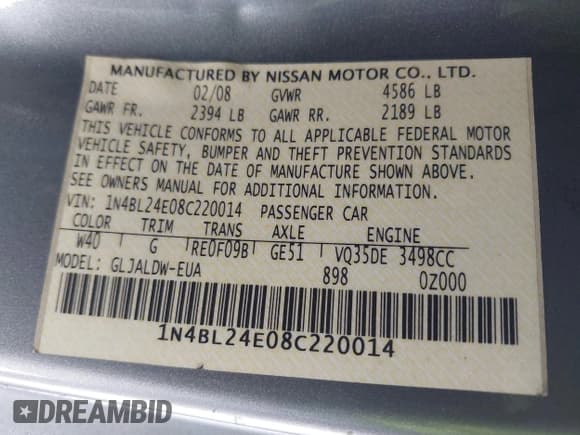 MANUFACTURED BY NISSAN MOTOR CO., LTD.
DATE 02/08 GVWR 4586 LB
GAWR FR. 2394 LB GAWR RR. 2189 LB
THIS VEHICLE CONFORMS TO ALL APPLICABLE FEDERAL MOTOR
VEHICLE SAFETY, BUMPER AND THEFT PREVENTION STANDARDS
IN EFFECT ON THE DATE OF MANUFACTURE SHOWN ABOVE.
SEE OWNERS MANUAL FOR ADDITIONAL INFORMATION.
VIN: 1N4BL24E08C220014 PASSENGER CAR
COLOR TRIM TRANS AXLE ENGINE
W40 G RE0F09B GE51 VQ35DE 3498CC
MODEL: GLJALDW-EUA 898 0Z000
1N4BL24E08C220014
DREAMBID